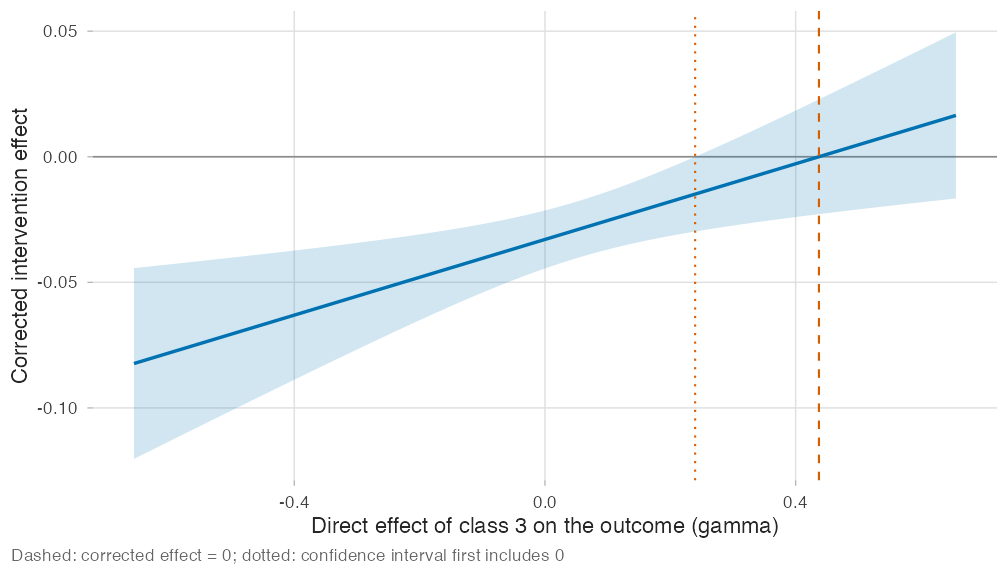 0.05
0.00
-0.05
-0.10
Corrected intervention effect
-0.4
0.0
0.4
Direct effect of class 3 on the outcome (gamma)
Dashed: corrected effect = 0; dotted: confidence interval first includes 0